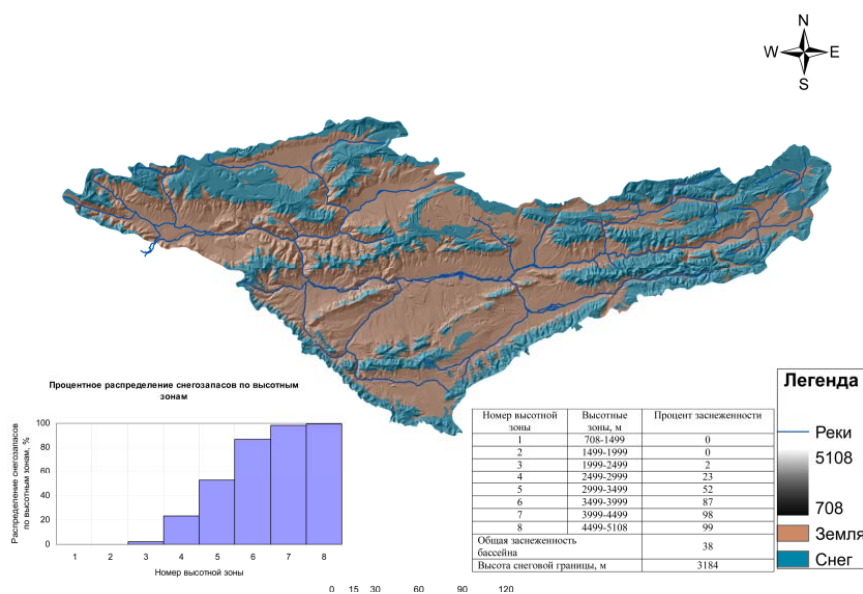 N
W E
S
Процентное распределение снегозапасов по высотным
зонам
Распределение снегозапасов
по высотным зонам, %
100
80
60
40
20
0
1 2 3 4 5 6 7 8
Номер высотной зоны
Номер высотной зоны Высотные зоны, м Процент заснеженности
1 708-1499 0
2 1499-1999 0
3 1999-2499 2
4 2499-2999 23
5 2999-3499 52
6 3499-3999 87
7 3999-4499 98
8 4499-5108 99
Общая заснеженность бассейна 38
Высота снеговой границы, м 3184
Легенда
Реки
5108
708
Земля
Снег
0 15 30 60 90 120